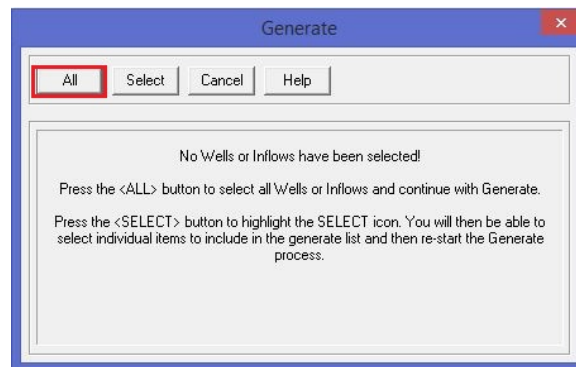 Generate
All Select Cancel Help
No Wells or Inflows have been selected!
Press the <ALL> button to select all Wells or Inflows and continue with Generate.
Press the <SELECT> button to highlight the SELECT icon. You will then be able to
select individual items to include in the generate list and then re-start the Generate
process.